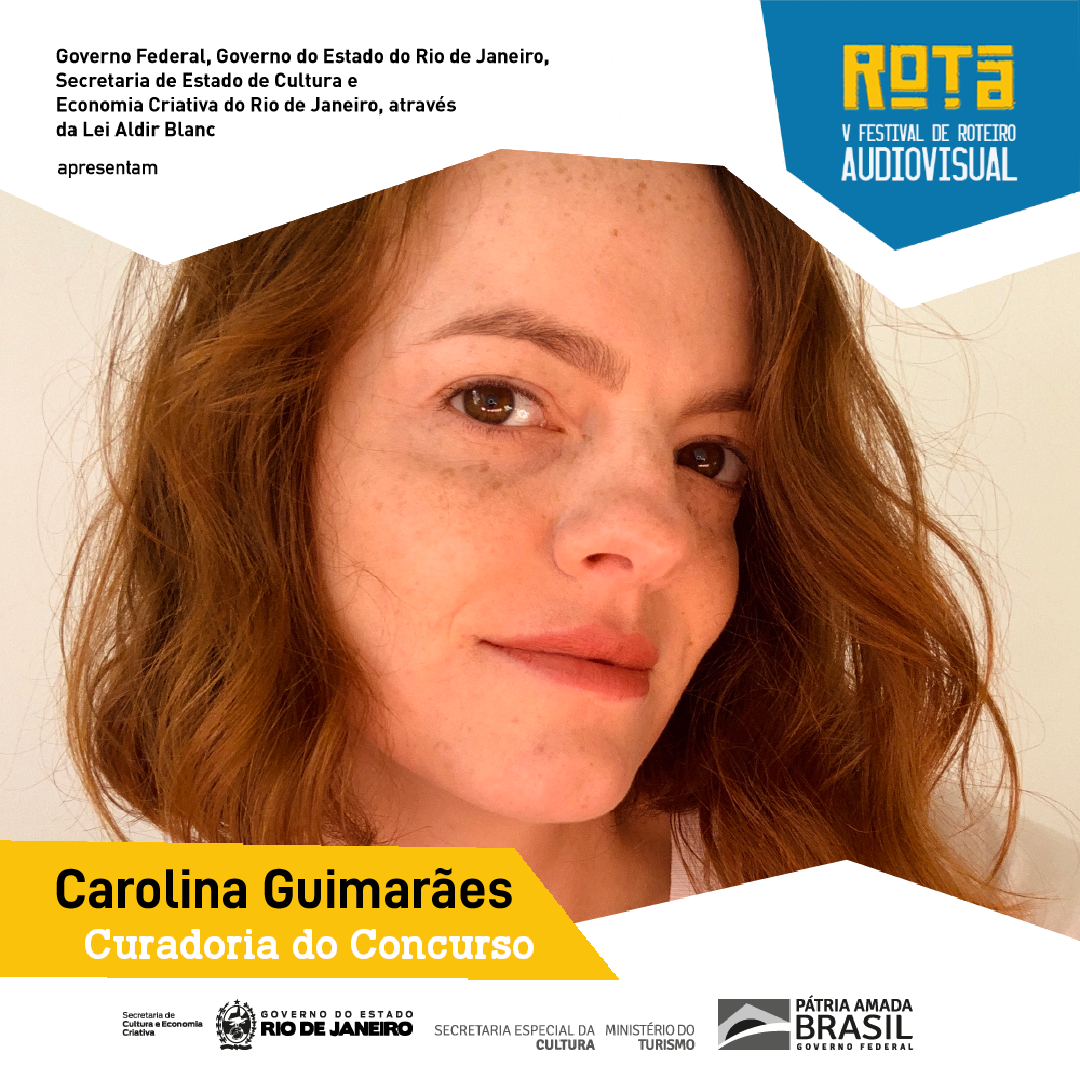 Governo Federal, Governo do Estado do Rio de Janeiro,
Secretaria de Estado de Cultura e
Economia Criativa do Rio de Janeiro, através
da Lei Aldir Blanc
apresentam
ROTA
V FESTIVAL DE ROTEIRO
AUDIOVISUAL
Carolina Guimarães
Curadoria do Concurso
Secretaria de
Cultura e Economia
Criativa
GOVERNO DO ESTADO
RIO DE JANEIRO
SECRETARIA ESPECIAL DA
CULTURA
MINISTÉRIO DO
TURISMO
PÁTRIA AMADA
BRASIL
GOVERNO FEDERAL